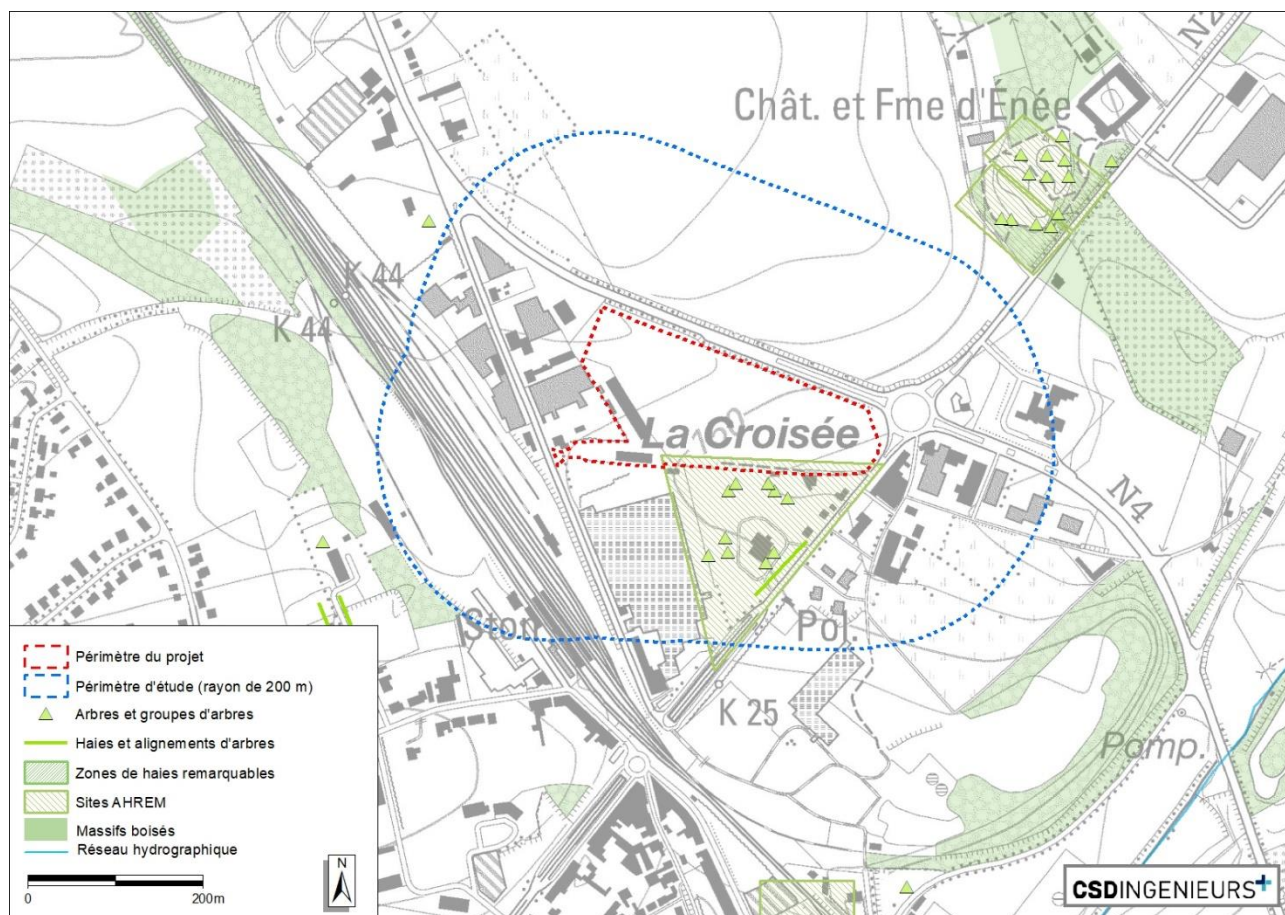 N2
Chât. et Fme d'Énée
K 44
K 44
La Croisée
N4
Pol.
K 25
Pomp.
Périmètre du projet
Périmètre d'étude (rayon de 200 m)
Arbres et groupes d'arbres
Haies et alignements d'arbres
Zones de haies remarquables
Sites AHREM
Massifs boisés
Réseau hydrographique
0
200m
N
CSDINGENIEURS+